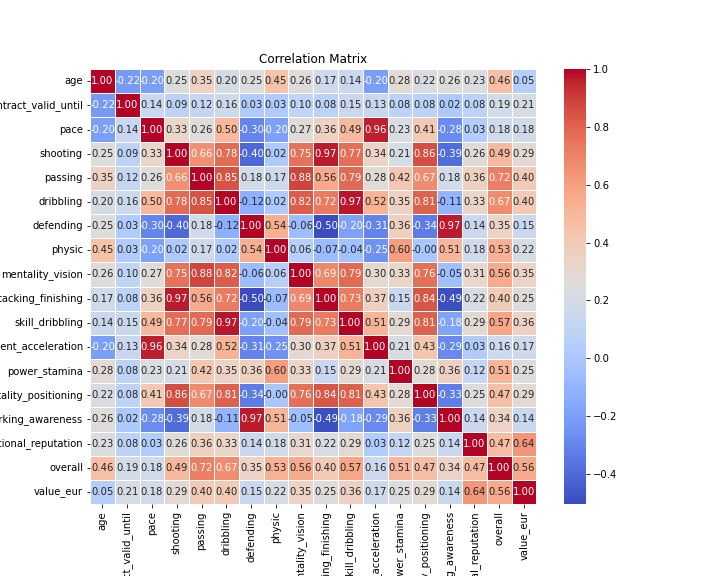 Correlation Matrix
age 1.00 -0.22 -0.20 0.25 0.35 0.20 0.25 0.45 0.26 0.17 0.14 -0.20 0.28 0.22 0.26 0.23 0.46 0.05
ntract_valid_until -0.22 1.00 0.14 0.09 0.12 0.16 0.03 0.03 0.10 0.08 0.15 0.13 0.08 0.08 0.02 0.08 0.19 0.21
pace -0.20 0.14 1.00 0.33 0.26 0.50 -0.30 -0.20 0.27 0.36 0.49 0.96 0.23 0.41 -0.28 0.03 0.18 0.18
shooting 0.25 0.09 0.33 1.00 0.66 0.78 -0.40 0.02 0.75 0.97 0.77 0.34 0.21 0.86 -0.39 0.26 0.49 0.29
passing 0.35 0.12 0.26 0.66 1.00 0.85 0.18 0.17 0.88 0.56 0.79 0.28 0.42 0.67 0.18 0.36 0.72 0.40
dribbling 0.20 0.16 0.50 0.78 0.85 1.00 -0.12 0.02 0.82 0.72 0.97 0.52 0.35 0.81 -0.11 0.33 0.67 0.40
defending 0.25 0.03 -0.30 -0.40 0.18 -0.12 1.00 0.54 -0.06 -0.50 -0.20 -0.31 0.36 -0.34 0.97 0.14 0.35 0.15
physic 0.45 0.03 -0.20 0.02 0.17 0.02 0.54 1.00 0.06 -0.07 -0.04 -0.25 0.60 -0.00 0.51 0.18 0.53 0.22
mentality_vision 0.26 0.10 0.27 0.75 0.88 0.82 -0.06 0.06 1.00 0.69 0.79 0.30 0.33 0.76 -0.05 0.31 0.56 0.35
tacking_finishing 0.17 0.08 0.36 0.97 0.56 0.72 -0.50 -0.07 0.69 1.00 0.73 0.37 0.15 0.84 -0.49 0.22 0.40 0.25
skill_dribbling 0.14 0.15 0.49 0.77 0.79 0.97 -0.20 -0.04 0.79 0.73 1.00 0.51 0.29 0.81 -0.18 0.29 0.57 0.36
ent_acceleration -0.20 0.13 0.96 0.34 0.28 0.52 -0.31 -0.25 0.30 0.37 0.51 1.00 0.21 0.43 -0.29 0.03 0.16 0.17
power_stamina 0.28 0.08 0.23 0.21 0.42 0.35 0.36 0.60 0.33 0.15 0.29 0.21 1.00 0.28 0.36 0.12 0.51 0.25
tality_positioning 0.22 0.08 0.41 0.86 0.67 0.81 -0.34 -0.00 0.76 0.84 0.81 0.43 0.28 1.00 -0.33 0.25 0.47 0.29
rking_awareness 0.26 0.02 -0.28 -0.39 0.18 -0.11 0.97 0.51 -0.05 -0.49 -0.18 -0.29 0.36 -0.33 1.00 0.14 0.34 0.14
tional_reputation 0.23 0.08 0.03 0.26 0.36 0.33 0.14 0.18 0.31 0.22 0.29 0.03 0.12 0.25 0.14 1.00 0.47 0.64
overall 0.46 0.19 0.18 0.49 0.72 0.67 0.35 0.53 0.56 0.40 0.57 0.16 0.51 0.47 0.34 0.47 1.00 0.56
value_eur 0.05 0.21 0.18 0.29 0.40 0.40 0.15 0.22 0.35 0.25 0.36 0.17 0.25 0.29 0.14 0.64 0.56 1.00
age
ct_valid_until
pace
shooting
passing
dribbling
defending
physic
ntality_vision
ing_finishing
skill_dribbling
_acceleration
wer_stamina
y_positioning
g_awareness
al_reputation
overall
value_eur
1.0
0.8
0.6
0.4
0.2
0.0
−0.2
−0.4